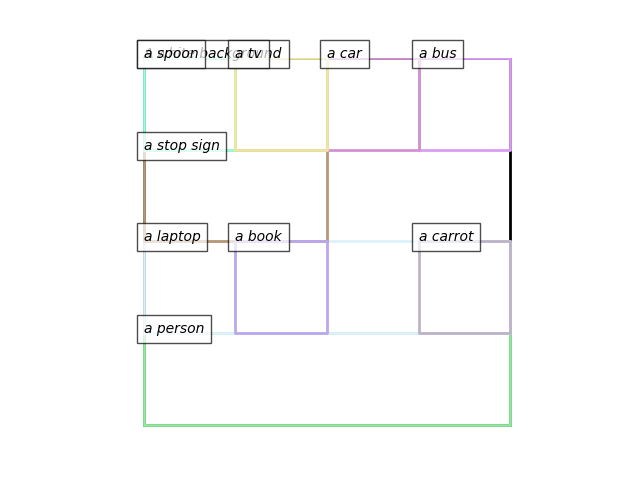 a spoon
a tv
a car
a bus
a stop sign
a laptop
a book
a carrot
a person